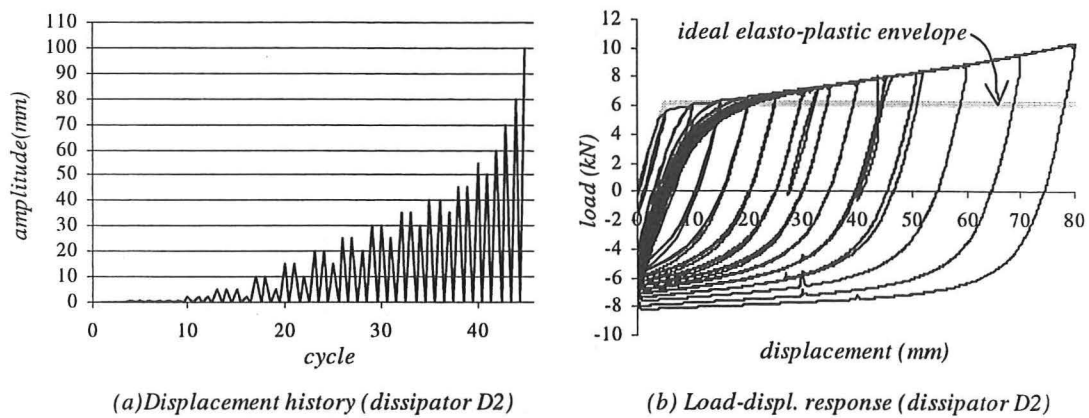 110
100
90
80
70
60
50
40
30
20
10
0
amplitude(mm)
0 10 20 30 40
cycle
(a)Displacement history (dissipator D2)
12
10
8
6
4
2
0
-2
-4
-6
-8
-10
load (kN)
ideal elasto-plastic envelope
0 10 20 30 40 50 60 70 80
displacement (mm)
(b) Load-displ. response (dissipator D2)